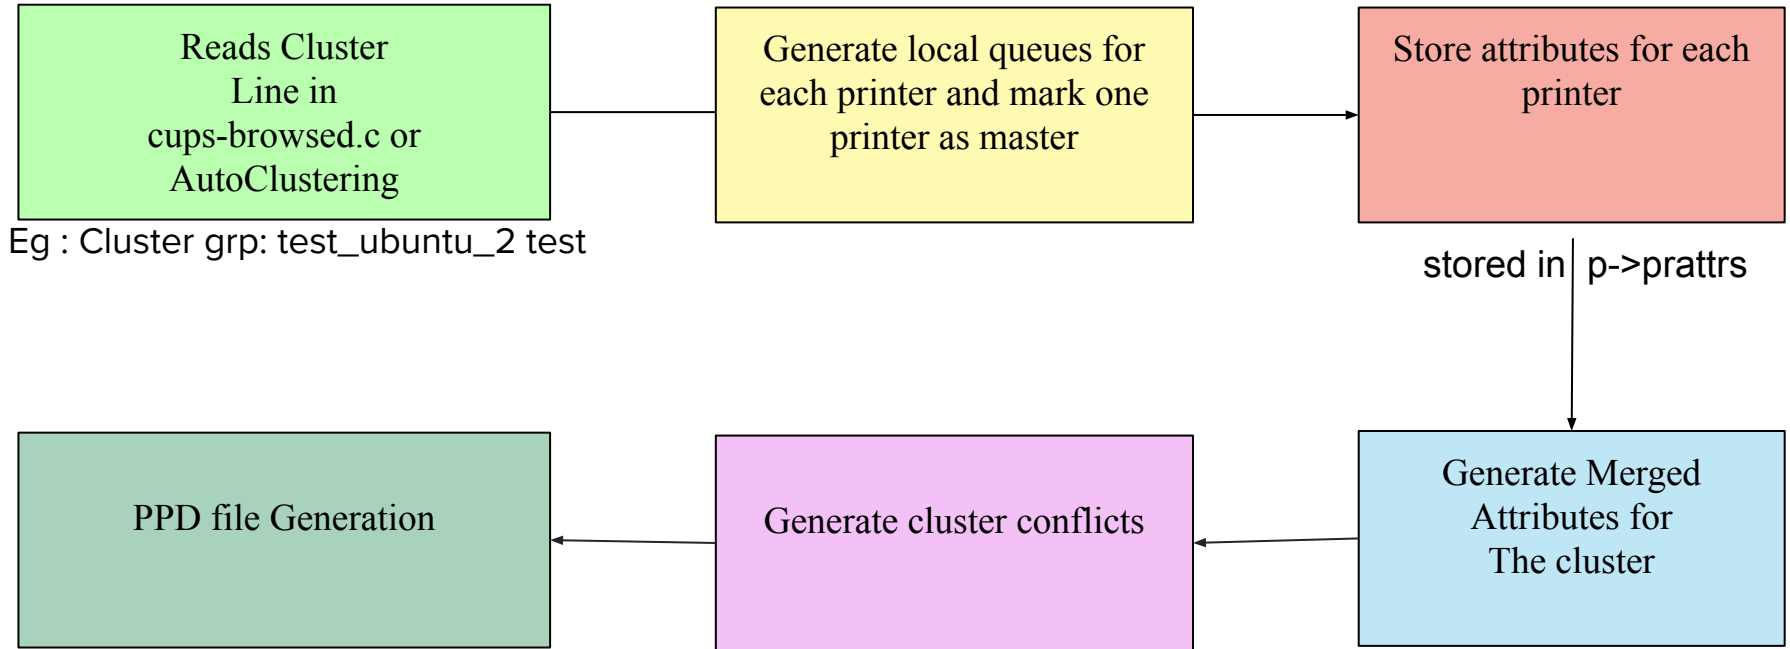 Reads Cluster
Line in
cups-browsed.c or
AutoClustering
Eg : Cluster grp: test_ubuntu_2 test
Generate local queues for
each printer and mark one
printer as master
Store attributes for each
printer
stored in p->prattrs
Generate Merged
Attributes for
The cluster
Generate cluster conflicts
PPD file Generation